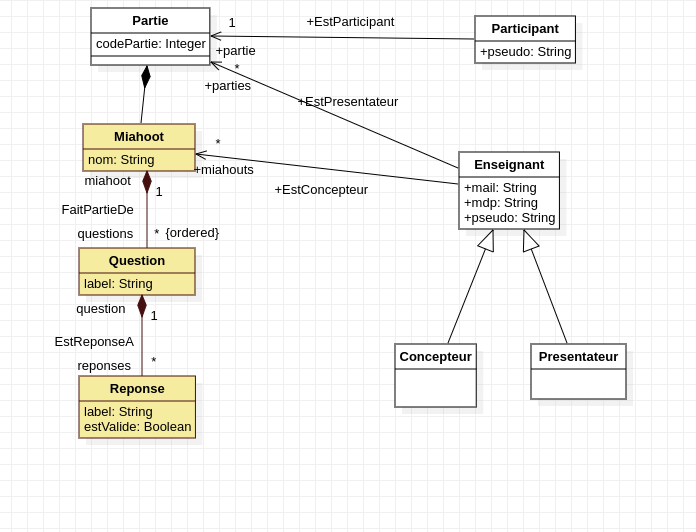 Partie
codePartie: Integer
1
+EstParticipant
+partie
Participant
+pseudo: String
*
+parties
+EstPresentateur
Miahoot
nom: String
*
+miahouts
+EstConcepteur
Enseignant
+mail: String
+mdp: String
+pseudo: String
miahoot
1
FaitPartieDe
questions
* {ordered}
Question
label: String
question
1
EstReponseA
*
reponses
Reponse
label: String
estValide: Boolean
Concepteur
Presentateur